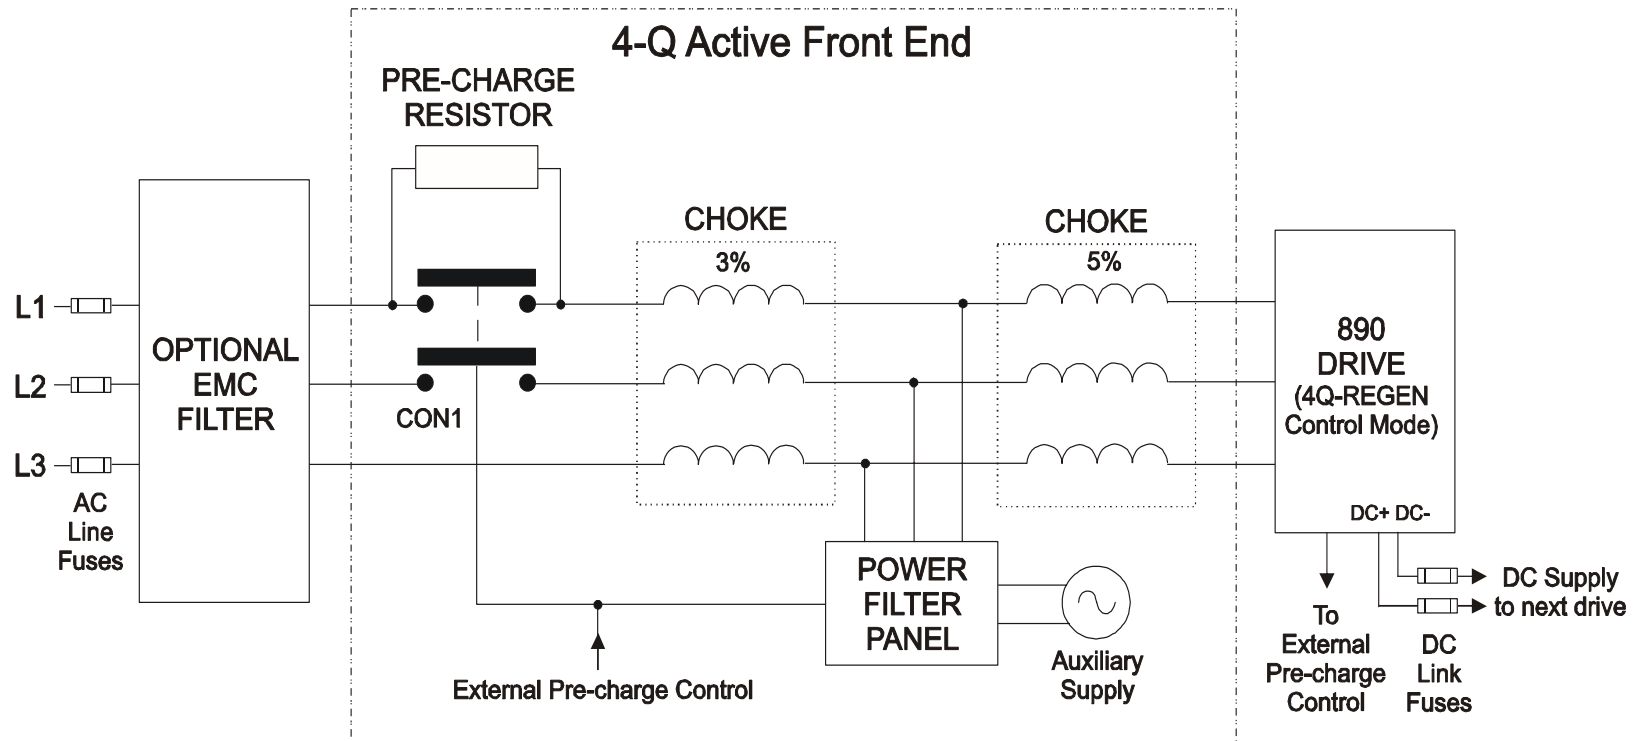 4-Q Active Front End
PRE-CHARGE
RESISTOR
CHOKE
3%
CHOKE
5%
L1
L2
L3
AC
Line
Fuses
OPTIONAL
EMC
FILTER
CON1
890
DRIVE
(4Q-REGEN
Control Mode)
DC+ DC-
POWER
FILTER
PANEL
External Pre-charge Control
Auxiliary
Supply
To
External
Pre-charge
Control
DC Supply
to next drive
DC
Link
Fuses